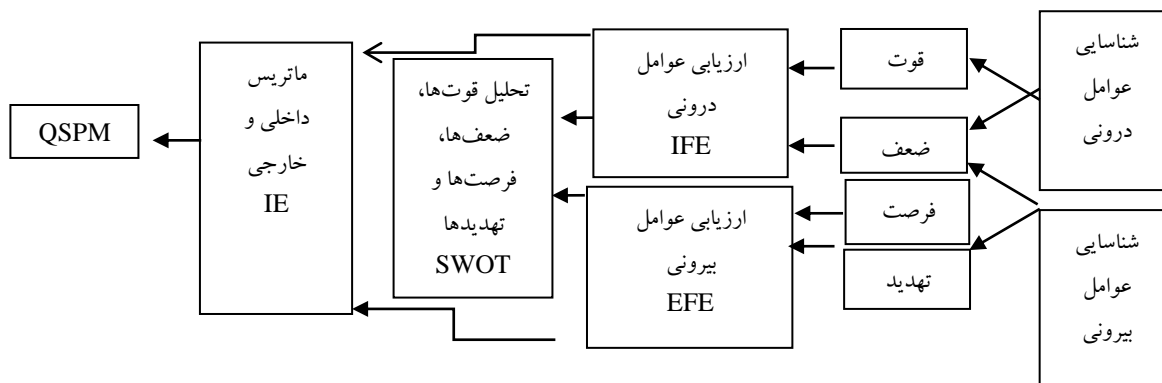 شناسایی
عوامل
درونی
شناسایی
عوامل
بیرونی
قوت
ضعف
فرصت
تهدید
ارزیابی عوامل
درونی
IFE
ارزیابی عوامل
بیرونی
EFE
تحلیل قوت‌ها،
ضعف‌ها،
فرصت‌ها و
تهدیدها
SWOT
ماتریس
داخلی و
خارجی
IE
QSPM